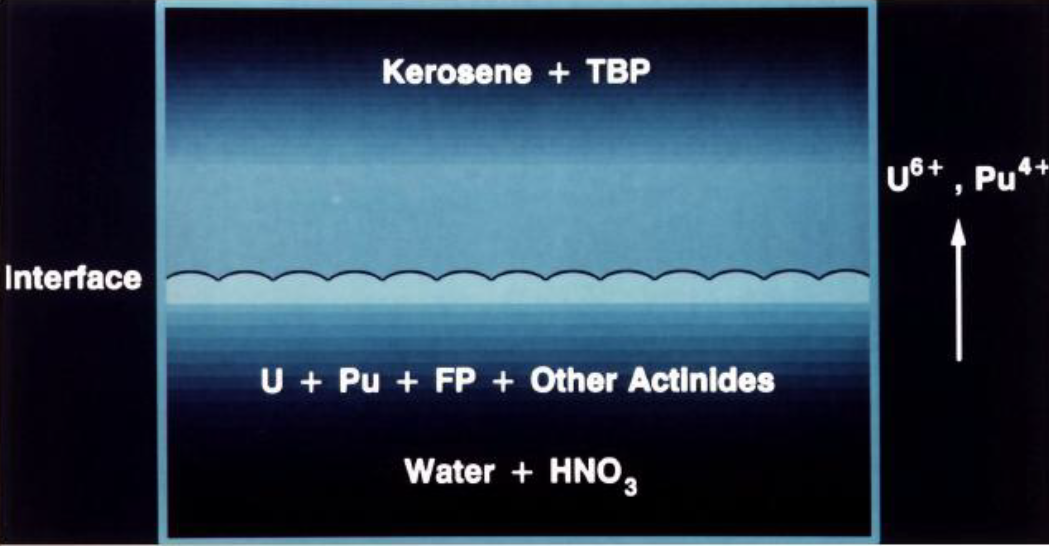 Kerosene + TBP
U⁶⁺ , Pu⁴⁺
Interface
U + Pu + FP + Other Actinides
Water + HNO₃